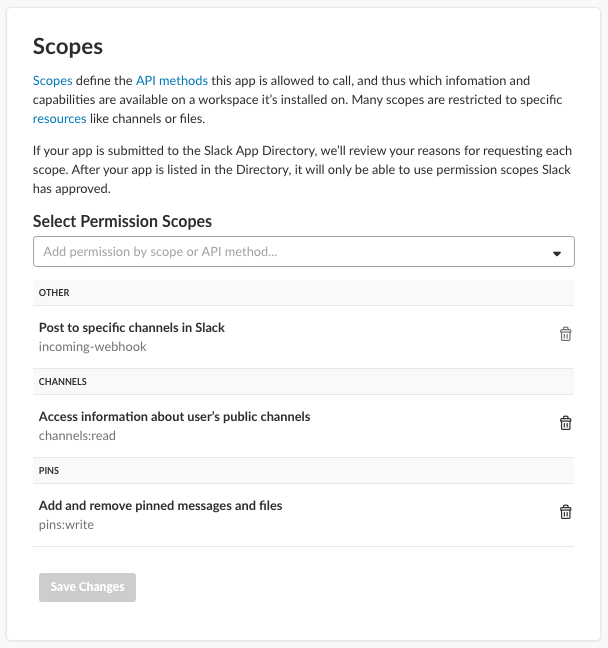 Scopes
Scopes define the API methods this app is allowed to call, and thus which infomation and
capabilities are available on a workspace it's installed on. Many scopes are restricted to specific
resources like channels or files.
If your app is submitted to the Slack App Directory, we'll review your reasons for requesting each
scope. After your app is listed in the Directory, it will only be able to use permission scopes Slack
has approved.
Select Permission Scopes
Add permission by scope or API method...
OTHER
Post to specific channels in Slack
incoming-webhook
CHANNELS
Access information about user's public channels
channels:read
PINS
Add and remove pinned messages and files
pins:write
Save Changes